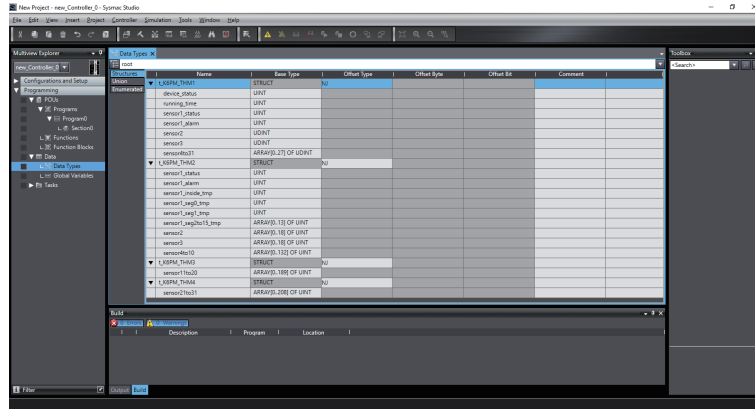 New Project - new_Controller_0 - Sysmac Studio
File Edit View Insert Project Controller Simulation Tools Window Help
Multiview Explorer
new_Controller_0
Configurations and Setup
Programming
POUs
Programs
Program0
Section0
Functions
Function Blocks
Data
Data Types
Global Variables
Tasks
Filter
Data Types
root
Structures
Union
Enumerated
Name Base Type Offset Type Offset Byte Offset Bit Comment
t_K6PM_THM1 STRUCT NJ
device_status UINT
running_time UINT
sensor1_status UINT
sensor1_alarm UINT
sensor2 UDINT
sensor3 UDINT
sensor4to31 ARRAY[0..27] OF UDINT
t_K6PM_THM2 STRUCT NJ
sensor1_status UINT
sensor1_alarm UINT
sensor1_inside_tmp UINT
sensor1_seg0_tmp UINT
sensor1_seg1_tmp UINT
sensor1_seg2to15_tmp ARRAY[0..13] OF UINT
sensor2 ARRAY[0..18] OF UINT
sensor3 ARRAY[0..18] OF UINT
sensor4to10 ARRAY[0..132] OF UINT
t_K6PM_THM3 STRUCT NJ
sensor11to20 ARRAY[0..189] OF UINT
t_K6PM_THM4 STRUCT NJ
sensor21to31 ARRAY[0..208] OF UINT
Build
0 Errors 0 Warnings
Description Program Location
Output Build
Toolbox
<Search>